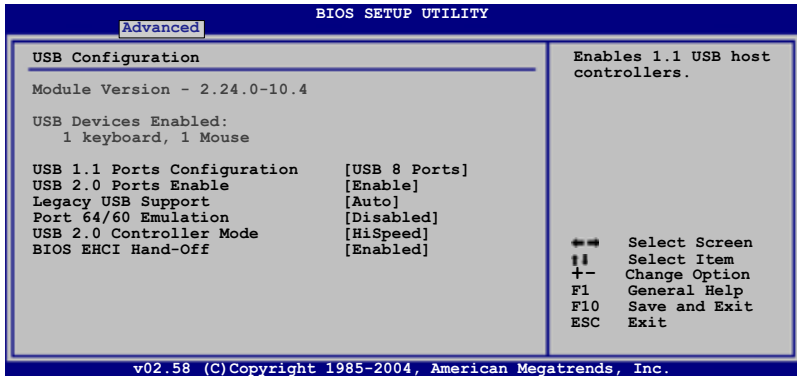 BIOS SETUP UTILITY
Advanced
USB Configuration
Module Version - 2.24.0-10.4
USB Devices Enabled:
1 keyboard, 1 Mouse
USB 1.1 Ports Configuration [USB 8 Ports]
USB 2.0 Ports Enable [Enable]
Legacy USB Support [Auto]
Port 64/60 Emulation [Disabled]
USB 2.0 Controller Mode [HiSpeed]
BIOS EHCI Hand-Off [Enabled]
Enables 1.1 USB host
controllers.
←→ Select Screen
↑↓ Select Item
+- Change Option
F1 General Help
F10 Save and Exit
ESC Exit
v02.58 (C)Copyright 1985-2004, American Megatrends, Inc.